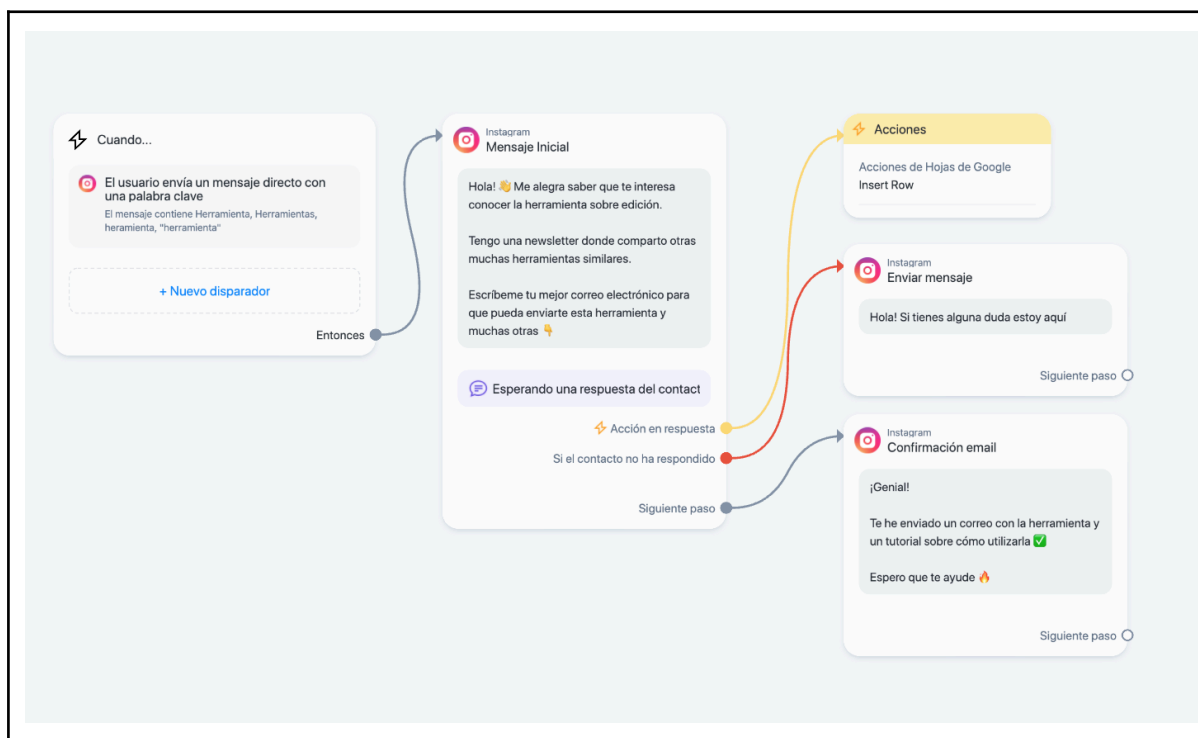 Cuando...
El usuario envía un mensaje directo con
una palabra clave
El mensaje contiene Herramienta, Herramientas,
heramienta, "herramienta"
+ Nuevo disparador
Entonces
Instagram
Mensaje Inicial
Hola! 👋 Me alegra saber que te interesa
conocer la herramienta sobre edición.
Tengo una newsletter donde comparto otras
muchas herramientas similares.
Escríbeme tu mejor correo electrónico para
que pueda enviarte esta herramienta y
muchas otras 👇
Esperando una respuesta del contact
Acción en respuesta
Si el contacto no ha respondido
Siguiente paso
Acciones
Acciones de Hojas de Google
Insert Row
Instagram
Enviar mensaje
Hola! Si tienes alguna duda estoy aquí
Siguiente paso
Instagram
Confirmación email
¡Genial!
Te he enviado un correo con la herramienta y
un tutorial sobre cómo utilizarla ✅
Espero que te ayude 🔥
Siguiente paso